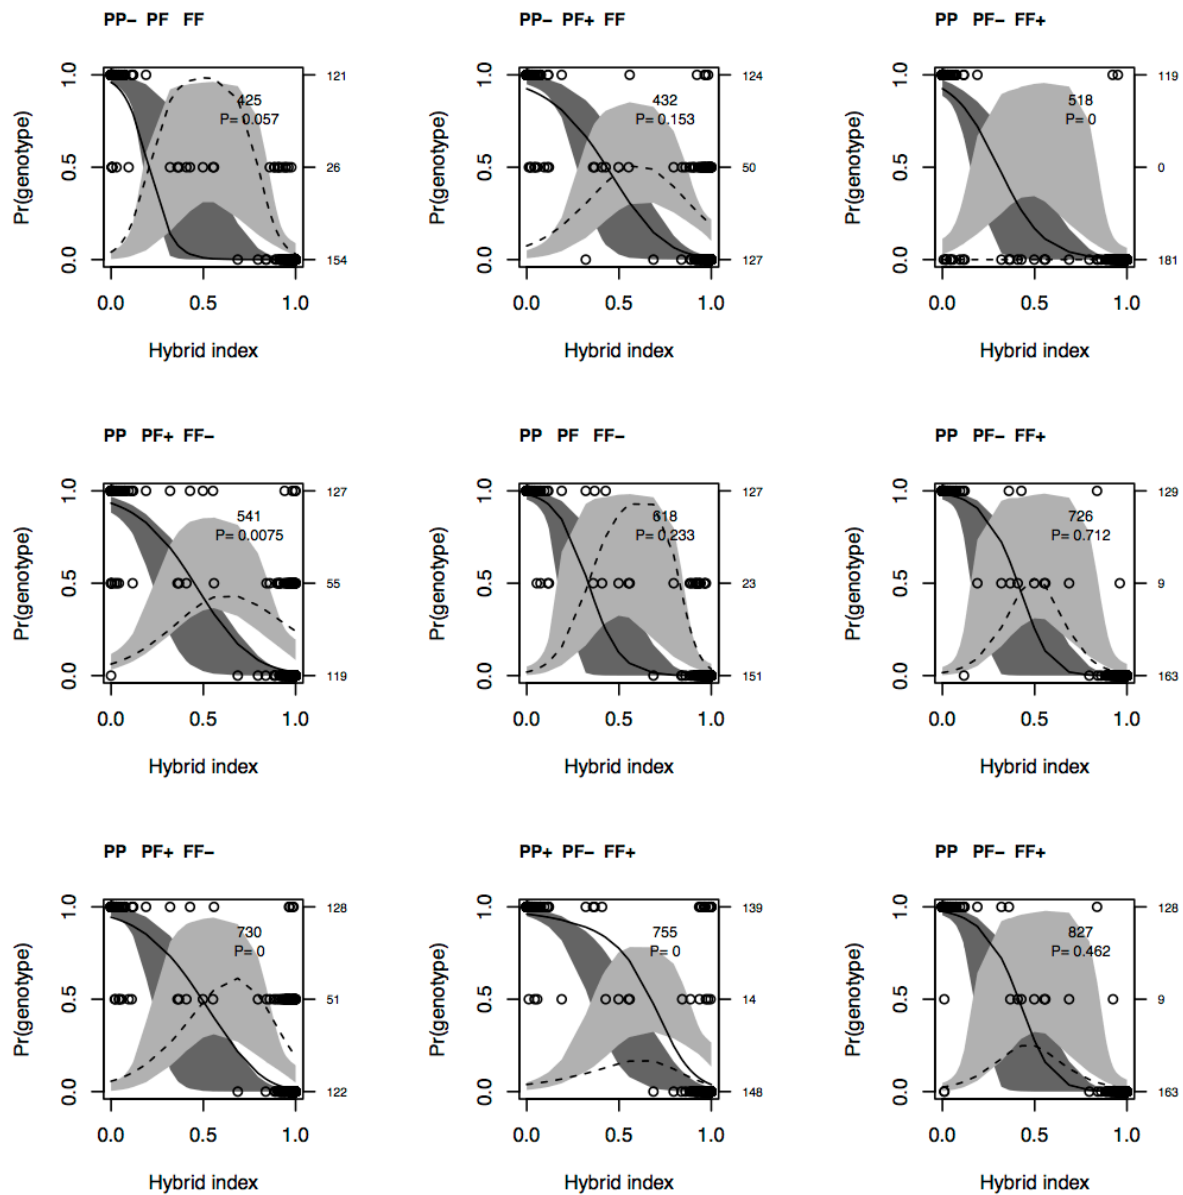 PP− PF FF
Pr(genotype)
1.0
0.5
0.0
425
P= 0.057
121
26
154
0.0 0.5 1.0
Hybrid index
PP− PF+ FF
Pr(genotype)
1.0
0.5
0.0
432
P= 0.153
124
50
127
0.0 0.5 1.0
Hybrid index
PP PF− FF+
Pr(genotype)
1.0
0.5
0.0
518
P= 0
119
0
181
0.0 0.5 1.0
Hybrid index
PP PF+ FF−
Pr(genotype)
1.0
0.5
0.0
541
P= 0.0075
127
55
119
0.0 0.5 1.0
Hybrid index
PP PF FF−
Pr(genotype)
1.0
0.5
0.0
618
P= 0.233
127
23
151
0.0 0.5 1.0
Hybrid index
PP PF− FF+
Pr(genotype)
1.0
0.5
0.0
726
P= 0.712
129
9
163
0.0 0.5 1.0
Hybrid index
PP PF+ FF−
Pr(genotype)
1.0
0.5
0.0
730
P= 0
128
51
122
0.0 0.5 1.0
Hybrid index
PP+ PF− FF+
Pr(genotype)
1.0
0.5
0.0
755
P= 0
139
14
148
0.0 0.5 1.0
Hybrid index
PP PF− FF+
Pr(genotype)
1.0
0.5
0.0
827
P= 0.462
128
9
163
0.0 0.5 1.0
Hybrid index